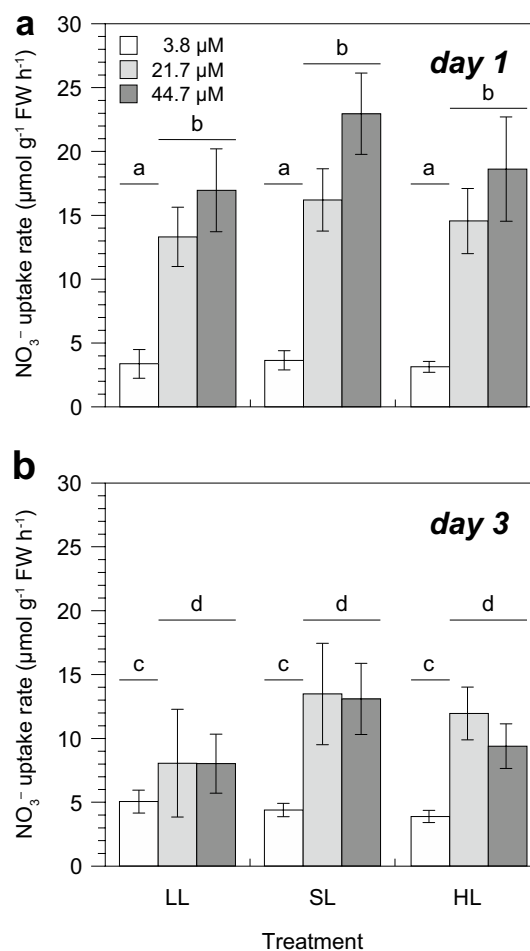 a
30
25
20
15
10
5
0
NO₃⁻ uptake rate (µmol g⁻¹ FW h⁻¹)
3.8 µM
21.7 µM
44.7 µM
day 1
a b a b a b
b
30
25
20
15
10
5
0
NO₃⁻ uptake rate (µmol g⁻¹ FW h⁻¹)
day 3
c d c d c d
LL SL HL
Treatment